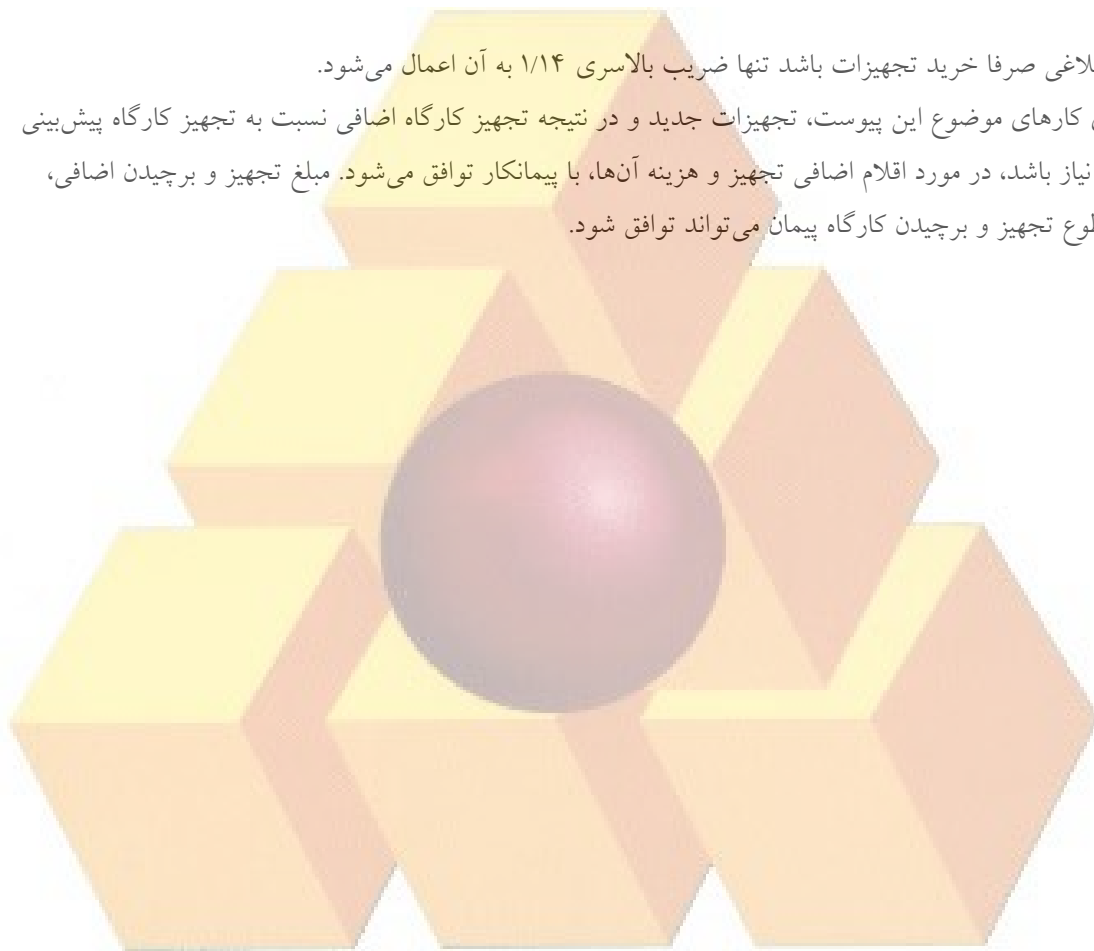 لاغی صرفا خرید تجهیزات باشد تنها ضریب بالاسری ۱/۱۴ به آن اعمال می‌شود.
کارهای موضوع این پیوست، تجهیزات جدید و در نتیجه تجهیز کارگاه اضافی نسبت به تجهیز کارگاه پیش‌بینی
نیاز باشد، در مورد اقلام اضافی تجهیز و هزینه آن‌ها، با پیمانکار توافق می‌شود. مبلغ تجهیز و برچیدن اضافی،
طوع تجهیز و برچیدن کارگاه پیمان می‌تواند توافق شود.